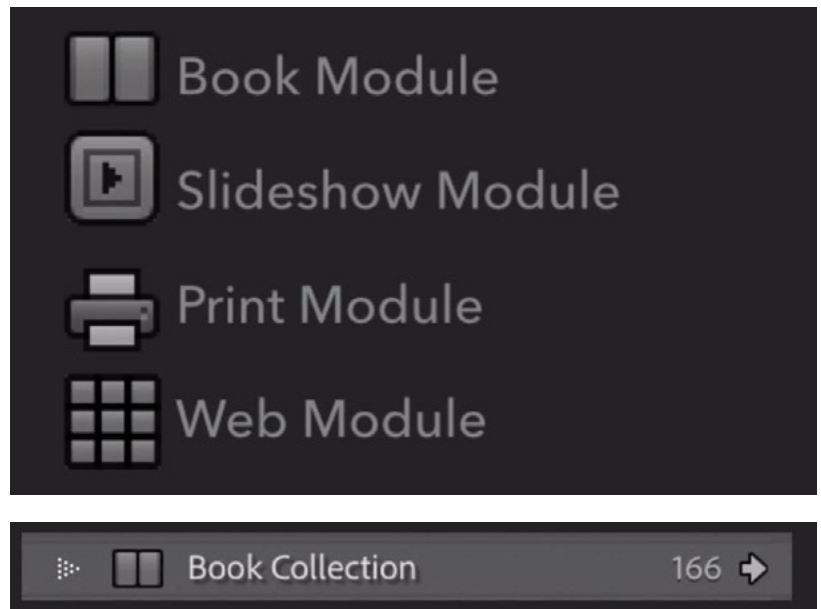 Book Module
Slideshow Module
Print Module
Web Module
Book Collection 166